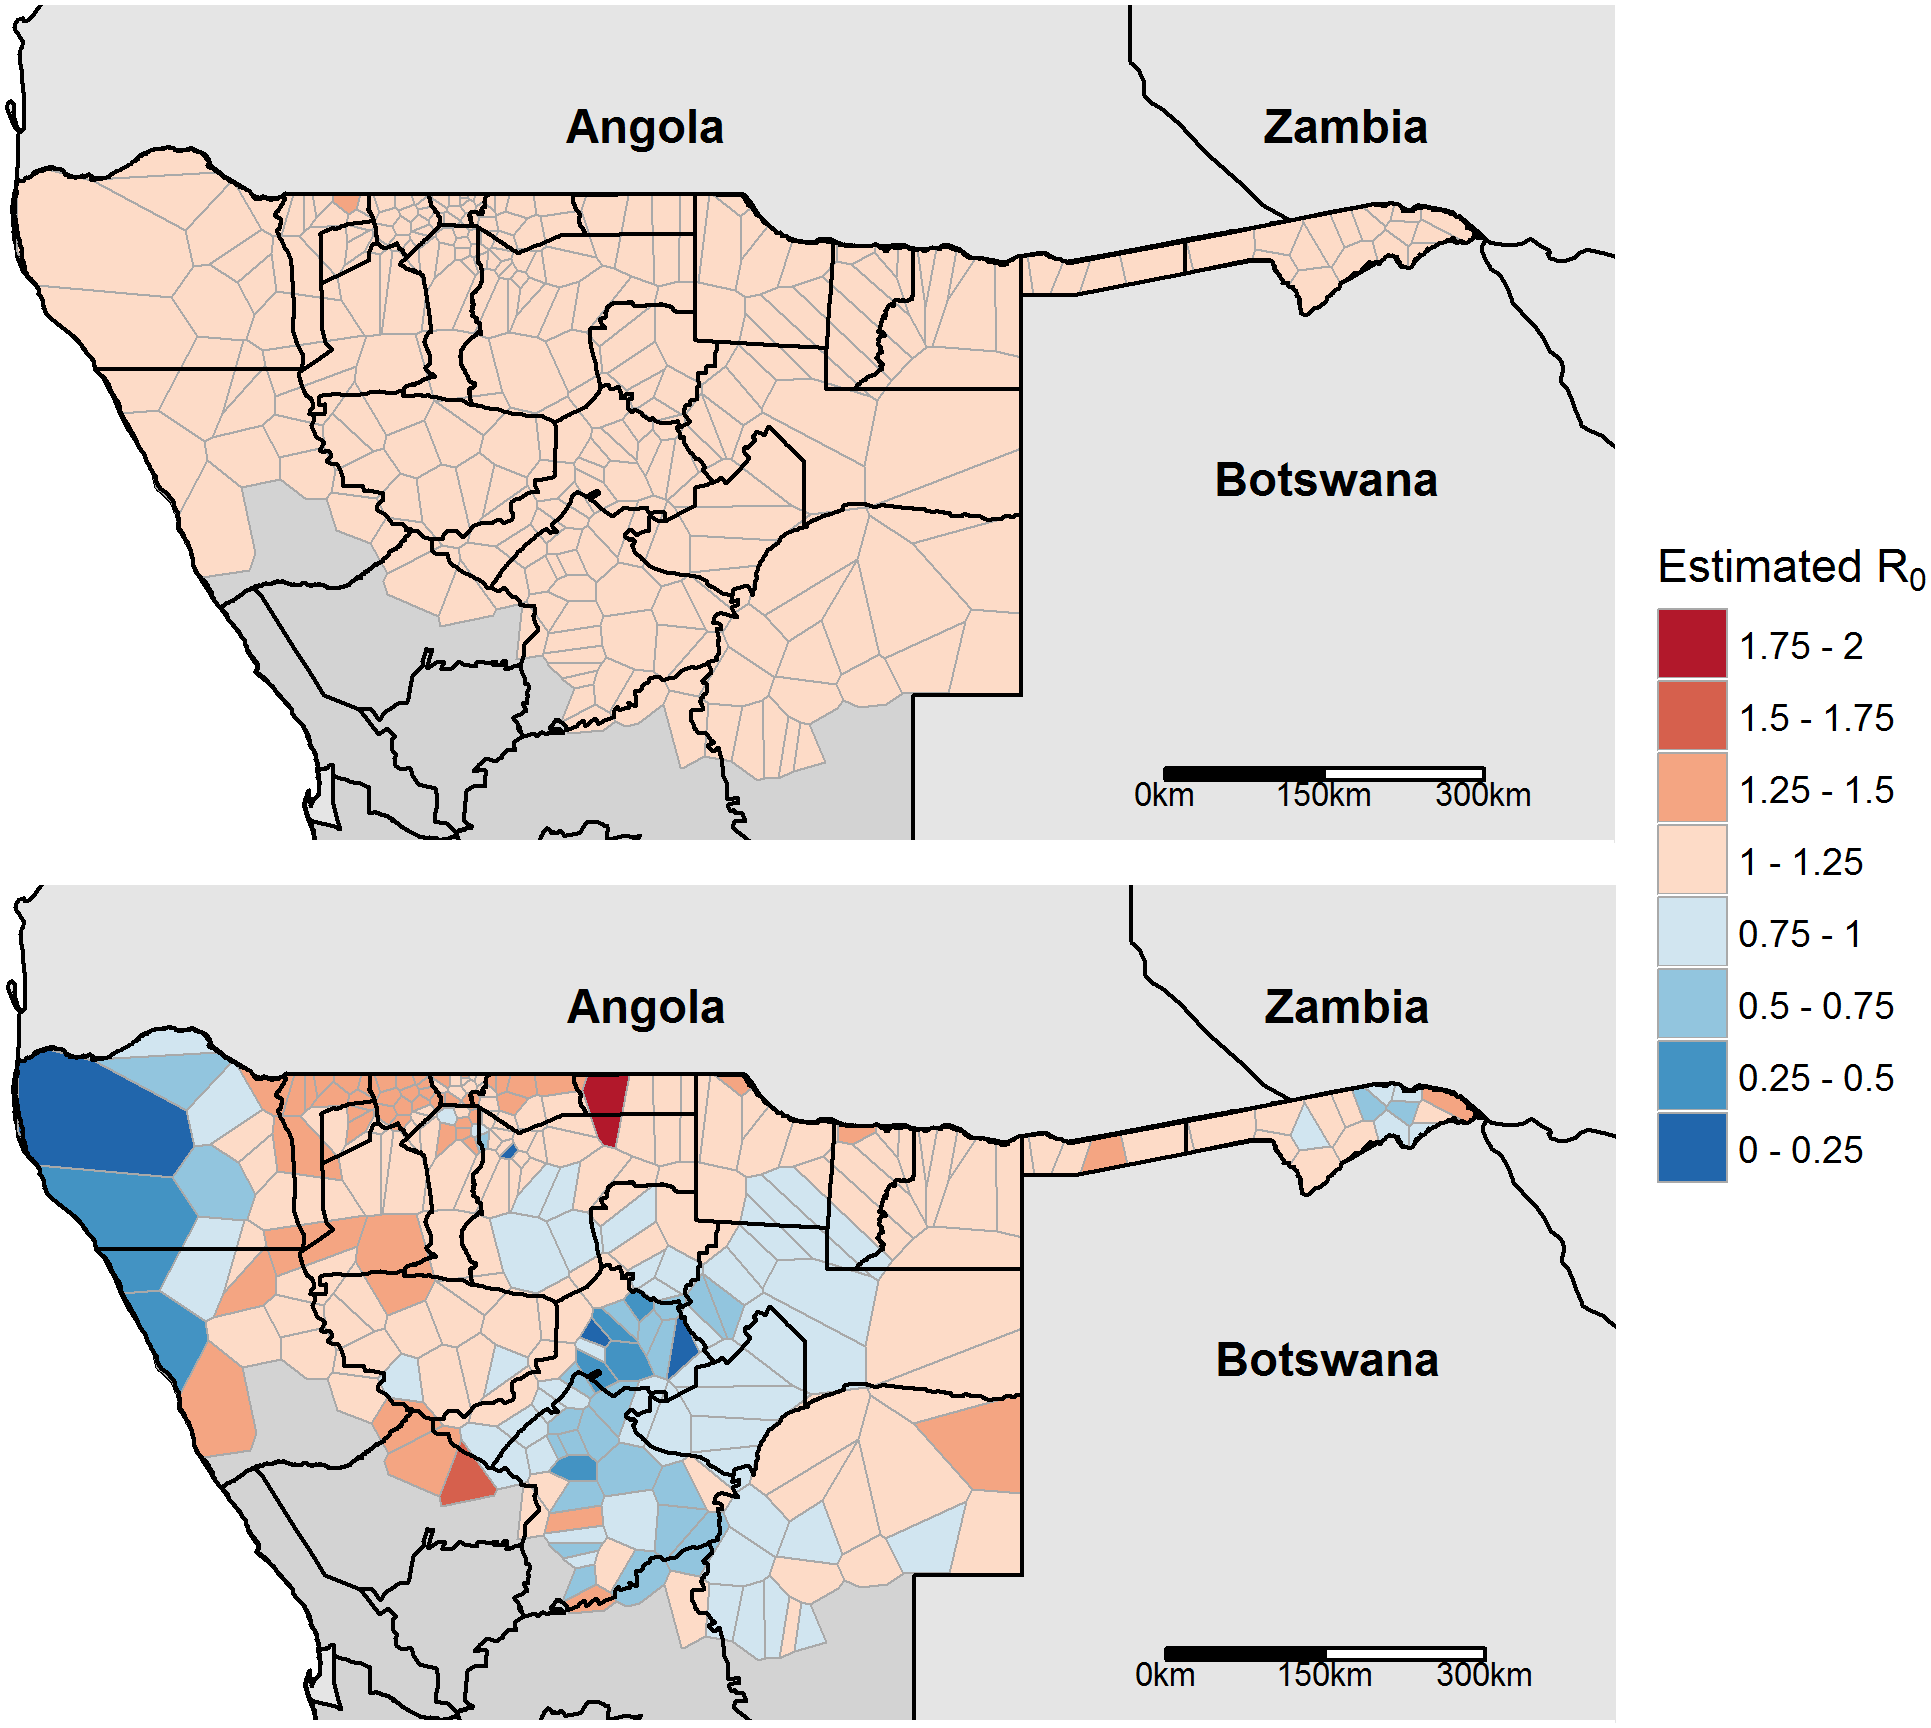 Angola
Zambia
Botswana
0km 150km 300km
Estimated R₀
1.75 - 2
1.5 - 1.75
1.25 - 1.5
1 - 1.25
0.75 - 1
0.5 - 0.75
0.25 - 0.5
0 - 0.25
Angola
Zambia
Botswana
0km 150km 300km